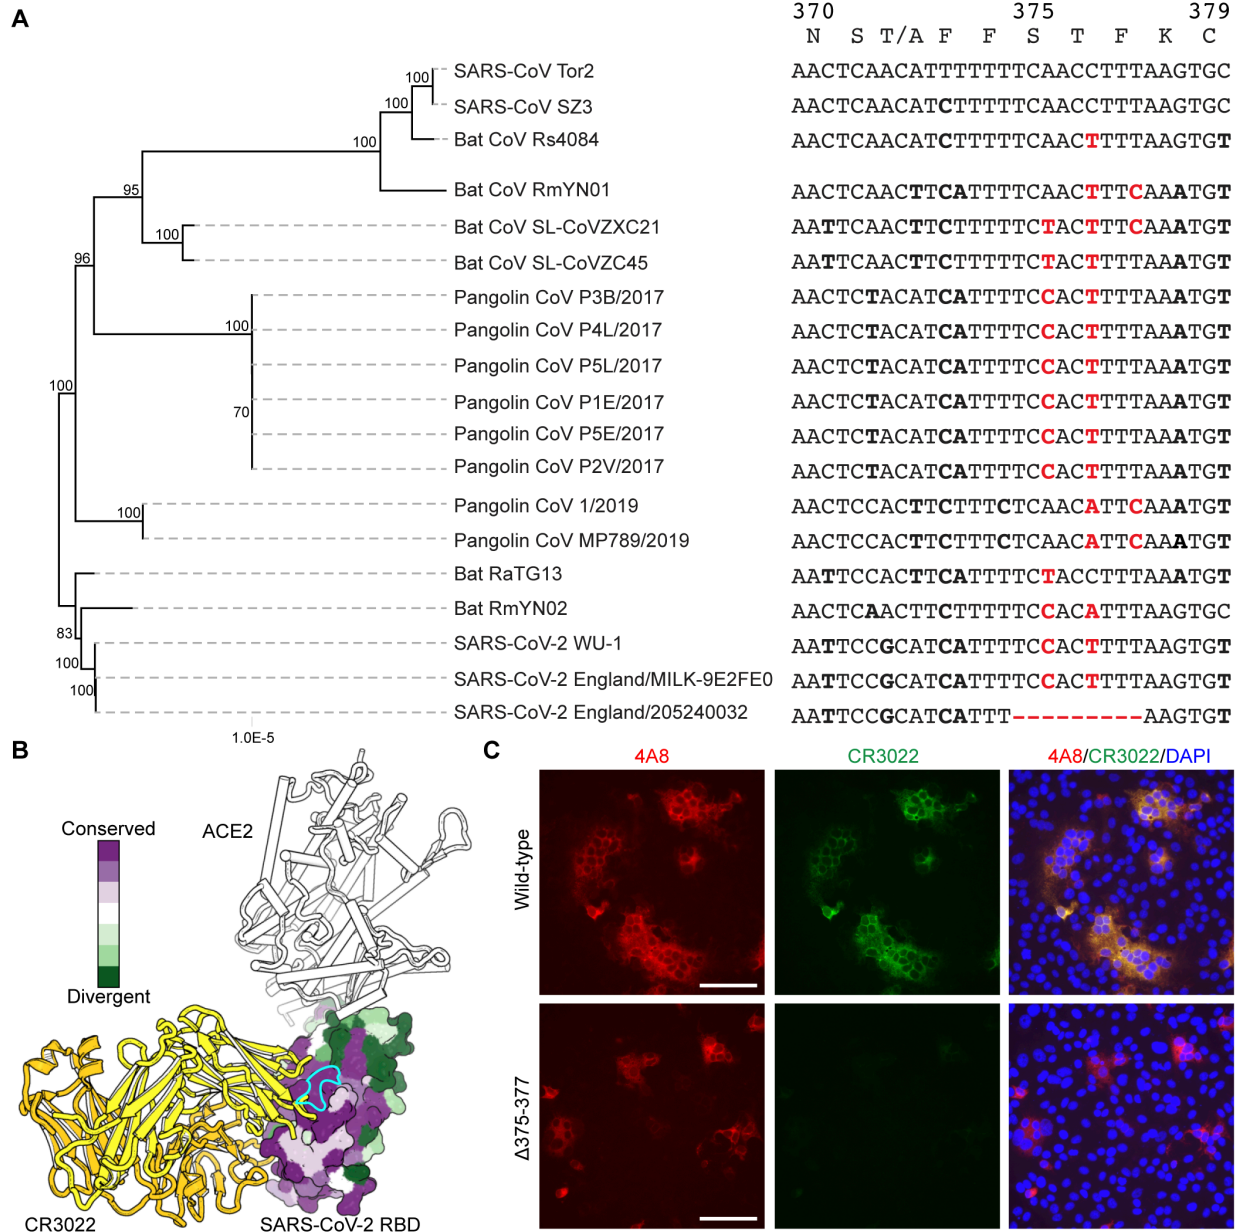 A
370 375 379
N S T/A F F S T F K C
SARS-CoV Tor2 AACTCAACATTTTTTTCAACCTTTAAGTGC
SARS-CoV SZ3 AACTCAACATCTTTTTCAACCTTTAAGTGC
Bat CoV Rs4084 AACTCAACATCTTTTTCAACTTTTAAGTGT
Bat CoV RmYN01 AACTCAACTTCATTTTCAACTTTCAAATGT
Bat CoV SL-CoVZXC21 AATTCAACTTCTTTTTCTACTTTCAAATGT
Bat CoV SL-CoVZC45 AATTCAACTTCTTTTTCTACTTTTAAATGT
Pangolin CoV P3B/2017 AACTCTACATCATTTTCCACTTTTAAATGT
Pangolin CoV P4L/2017 AACTCTACATCATTTTCCACTTTTAAATGT
Pangolin CoV P5L/2017 AACTCTACATCATTTTCCACTTTTAAATGT
Pangolin CoV P1E/2017 AACTCTACATCATTTTCCACTTTTAAATGT
Pangolin CoV P5E/2017 AACTCTACATCATTTTCCACTTTTAAATGT
Pangolin CoV P2V/2017 AACTCTACATCATTTTCCACTTTTAAATGT
Pangolin CoV 1/2019 AACTCCACTTCTTTCTCAACATTCAAATGT
Pangolin CoV MP789/2019 AACTCCACTTCTTTCTCAACATTCAAATGT
Bat RaTG13 AATTCCACTTCATTTTCTACCTTTAAATGT
Bat RmYN02 AACTCAACTTCTTTTTCCACATTTAAGTGC
SARS-CoV-2 WU-1 AATTCCGCATCATTTTCCACTTTTAAGTGT
SARS-CoV-2 England/MILK-9E2FE0 AATTCCGCATCATTTTCCACTTTTAAGTGT
SARS-CoV-2 England/205240032 AATTCCGCATCATTT---------AAGTGT
100
100
100
95
100
96
100
70
100
100
83
100
100
1.0E-5
B
Conserved
Divergent
ACE2
CR3022
SARS-CoV-2 RBD
C
4A8 CR3022 4A8/CR3022/DAPI
Wild-type
Δ375-377